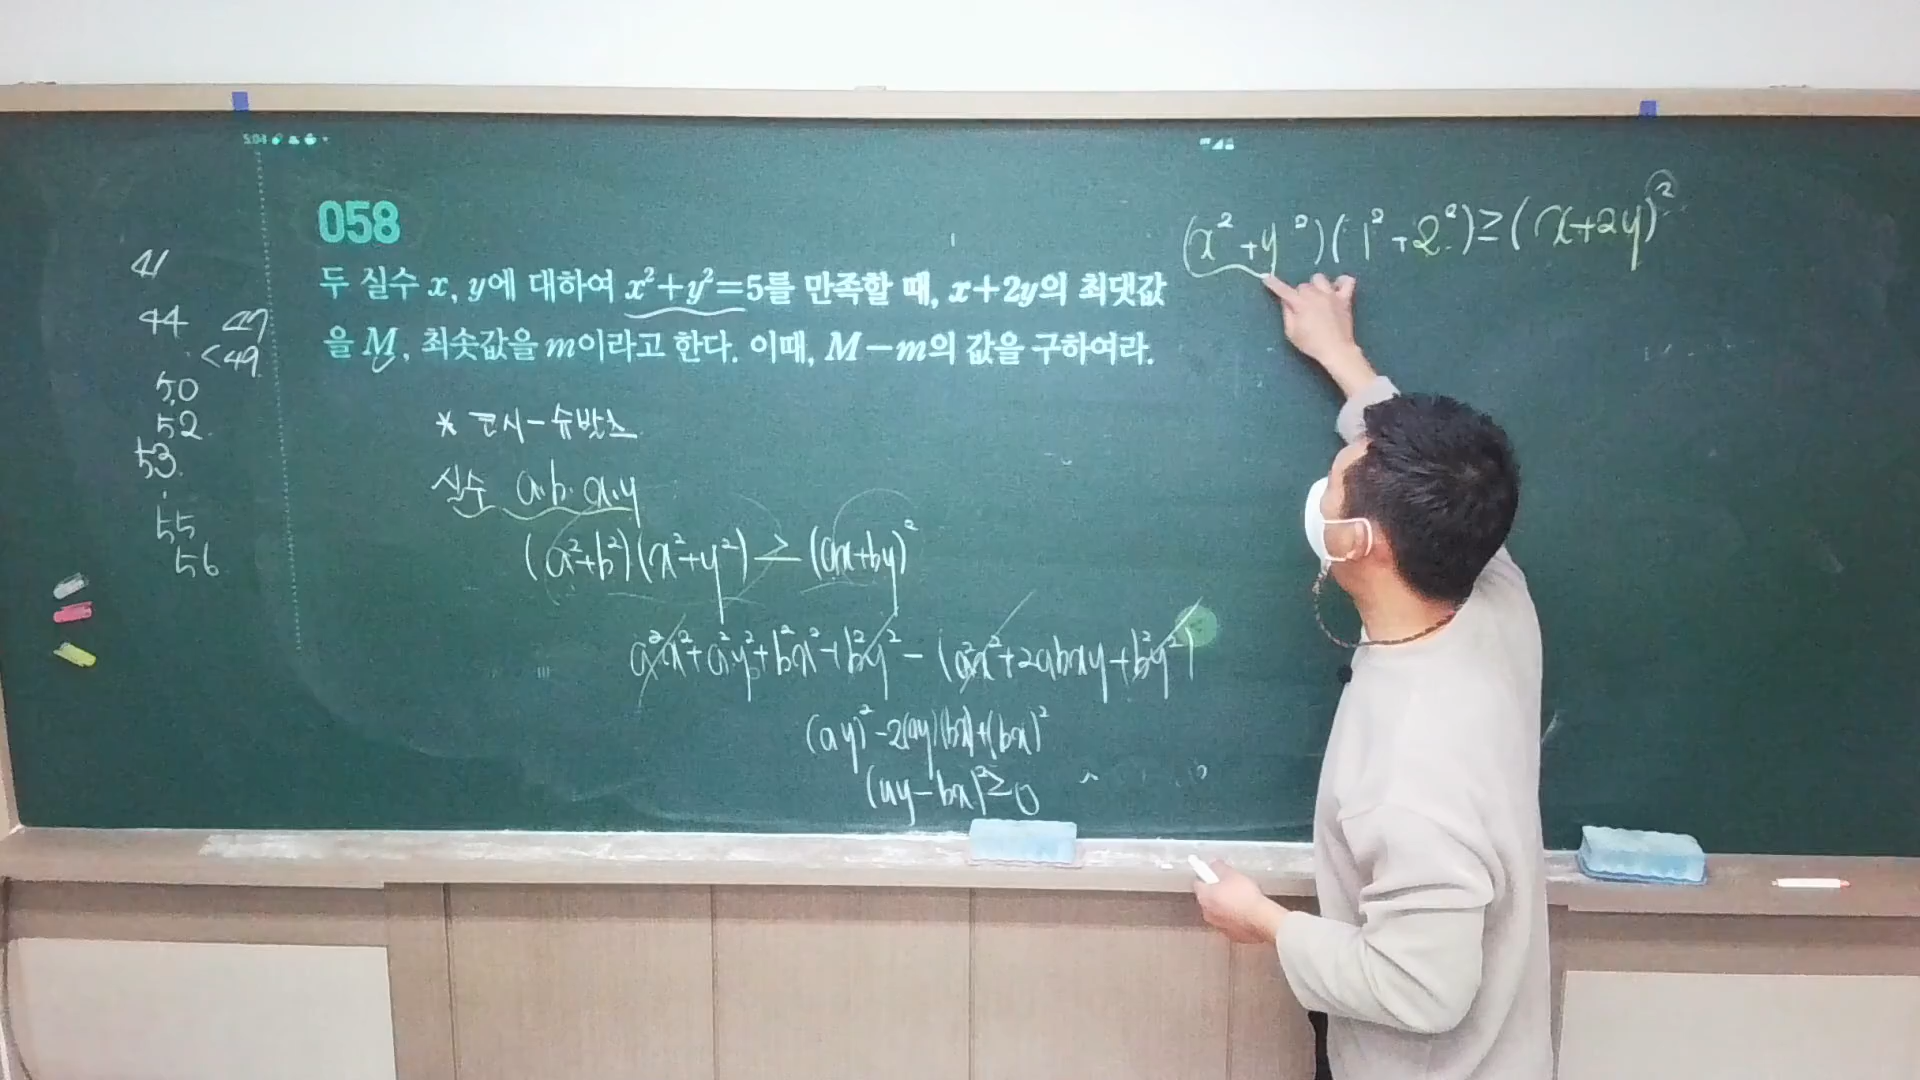 5:04
058
두 실수 x, y에 대하여 x²+y²=5를 만족할 때, x+2y의 최댓값
을 M, 최솟값을 m이라고 한다. 이때, M-m의 값을 구하여라.
41
44 47
<49
50
52
53
55
56
* 코시-슈바르츠
실수 a.b. x.y
(a²+b²)(x²+y²) ≥ (ax+by)²
a²x²+a²y²+b²x²+b²y² - (a²x²+2abxy+b²y²)
(ay)²-2(ay)(bx)+(bx)²
(ay-bx)²≥0
(x²+y²)(1²+2²)≥(x+2y)²